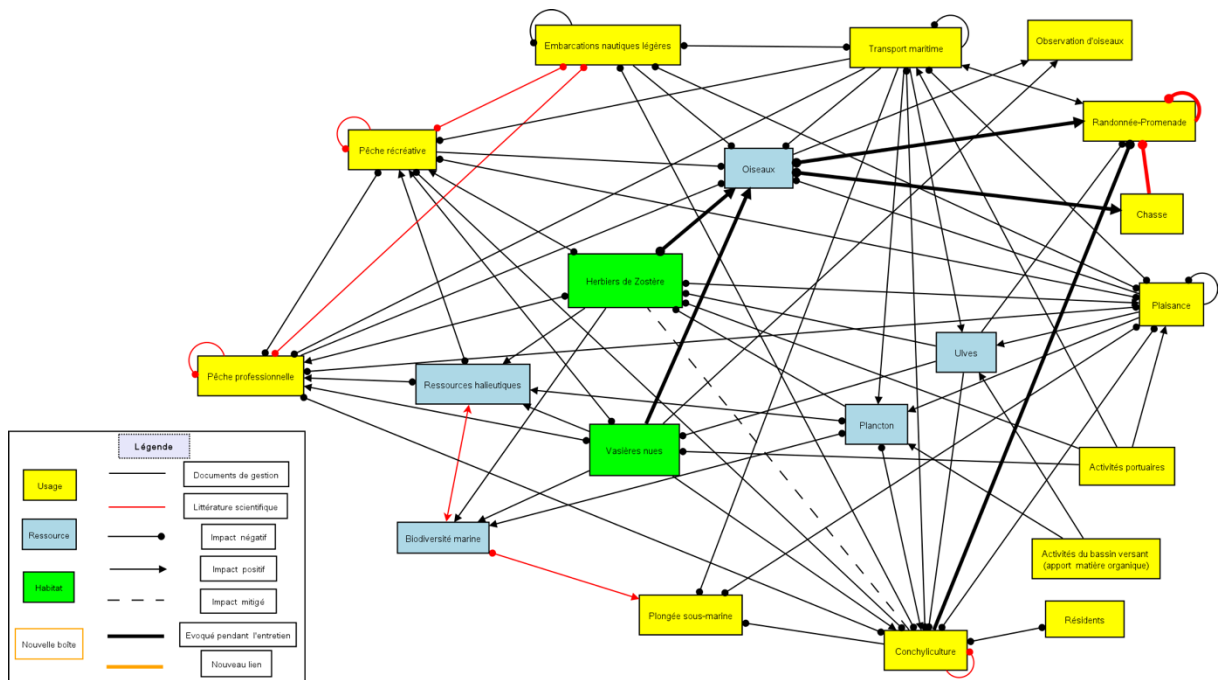 Embarcations nautiques légères
Transport maritime
Observation d'oiseaux
Randonnée-Promenade
Pêche récréative
Oiseaux
Chasse
Herbiers de Zostère
Plaisance
Ulves
Pêche professionnelle
Ressources halieutiques
Plancton
Vasières nues
Activités portuaires
Biodiversité marine
Activités du bassin versant
(apport matière organique)
Plongée sous-marine
Résidents
Conchyliculture
Légende
Usage
Documents de gestion
Littérature scientifique
Ressource
Impact négatif
Impact positif
Habitat
Impact mitigé
Nouvelle boîte
Evoqué pendant l'entretien
Nouveau lien